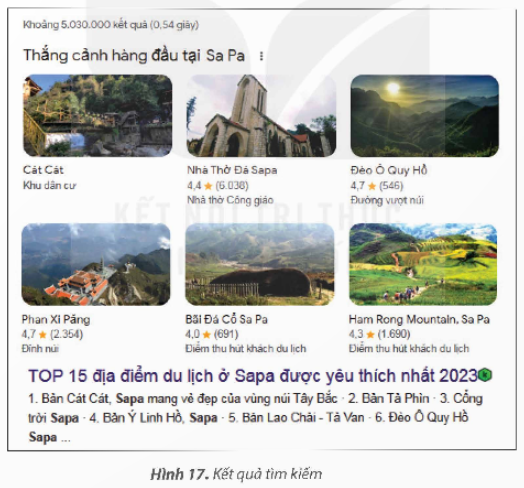 Khoảng 5.030.000 kết quả (0,54 giây)
Thắng cảnh hàng đầu tại Sa Pa
Cát Cát
Khu dân cư
Nhà Thờ Đá Sapa
4,4 ★ (6.038)
Nhà thờ Công giáo
Đèo Ô Quy Hồ
4,7 ★ (546)
Đường vượt núi
KẾT NỐI TRI THỨC
Phan Xi Păng
4,7 ★ (2.354)
Đỉnh núi
Bãi Đá Cổ Sa Pa
4,0 ★ (691)
Điểm thu hút khách du lịch
Ham Rong Mountain, Sa Pa
4,3 ★ (1.690)
Điểm thu hút khách du lịch
TOP 15 địa điểm du lịch ở Sapa được yêu thích nhất 2023
1. Bản Cát Cát, Sapa mang vẻ đẹp của vùng núi Tây Bắc · 2. Bản Tả Phìn · 3. Cổng
trời Sapa · 4. Bản Ý Linh Hồ, Sapa · 5. Bản Lao Chải - Tả Van · 6. Đèo Ô Quy Hồ
Sapa ...
Hình 17. Kết quả tìm kiếm